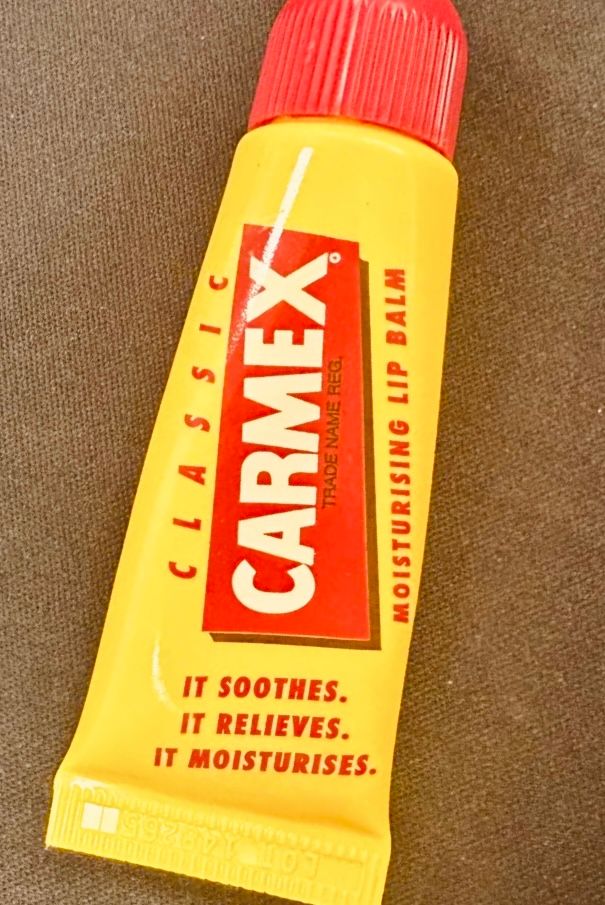 CLASSIC
CARMEX®
TRADE NAME REG.
MOISTURISING LIP BALM
IT SOOTHES.
IT RELIEVES.
IT MOISTURISES.